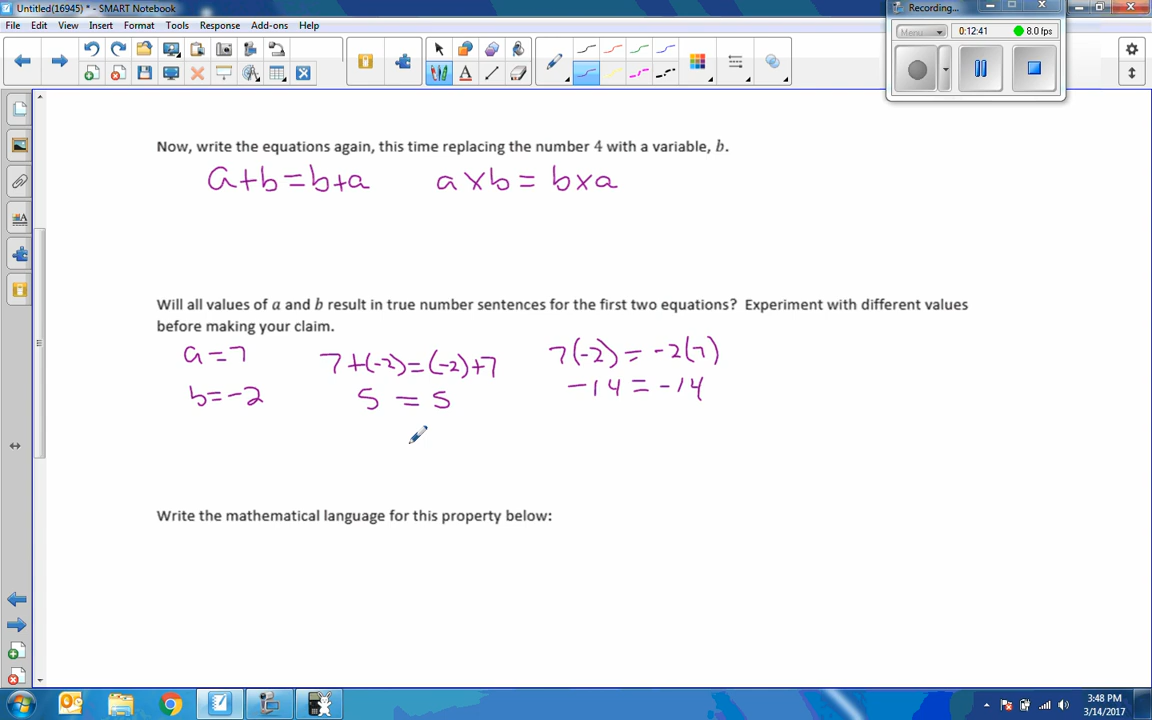 Untitled(16945) * - SMART Notebook
Recording...
File Edit View Insert Format Tools Response Add-ons Help
Menu 0:12:41 8.0 fps
Now, write the equations again, this time replacing the number 4 with a variable, b.
a+b=b+a a×b = b×a
Will all values of a and b result in true number sentences for the first two equations? Experiment with different values
before making your claim.
a=7 7+(-2)=(-2)+7 7(-2) = -2(7)
b=-2 5 = 5 -14 = -14
Write the mathematical language for this property below:
3:48 PM
3/14/2017